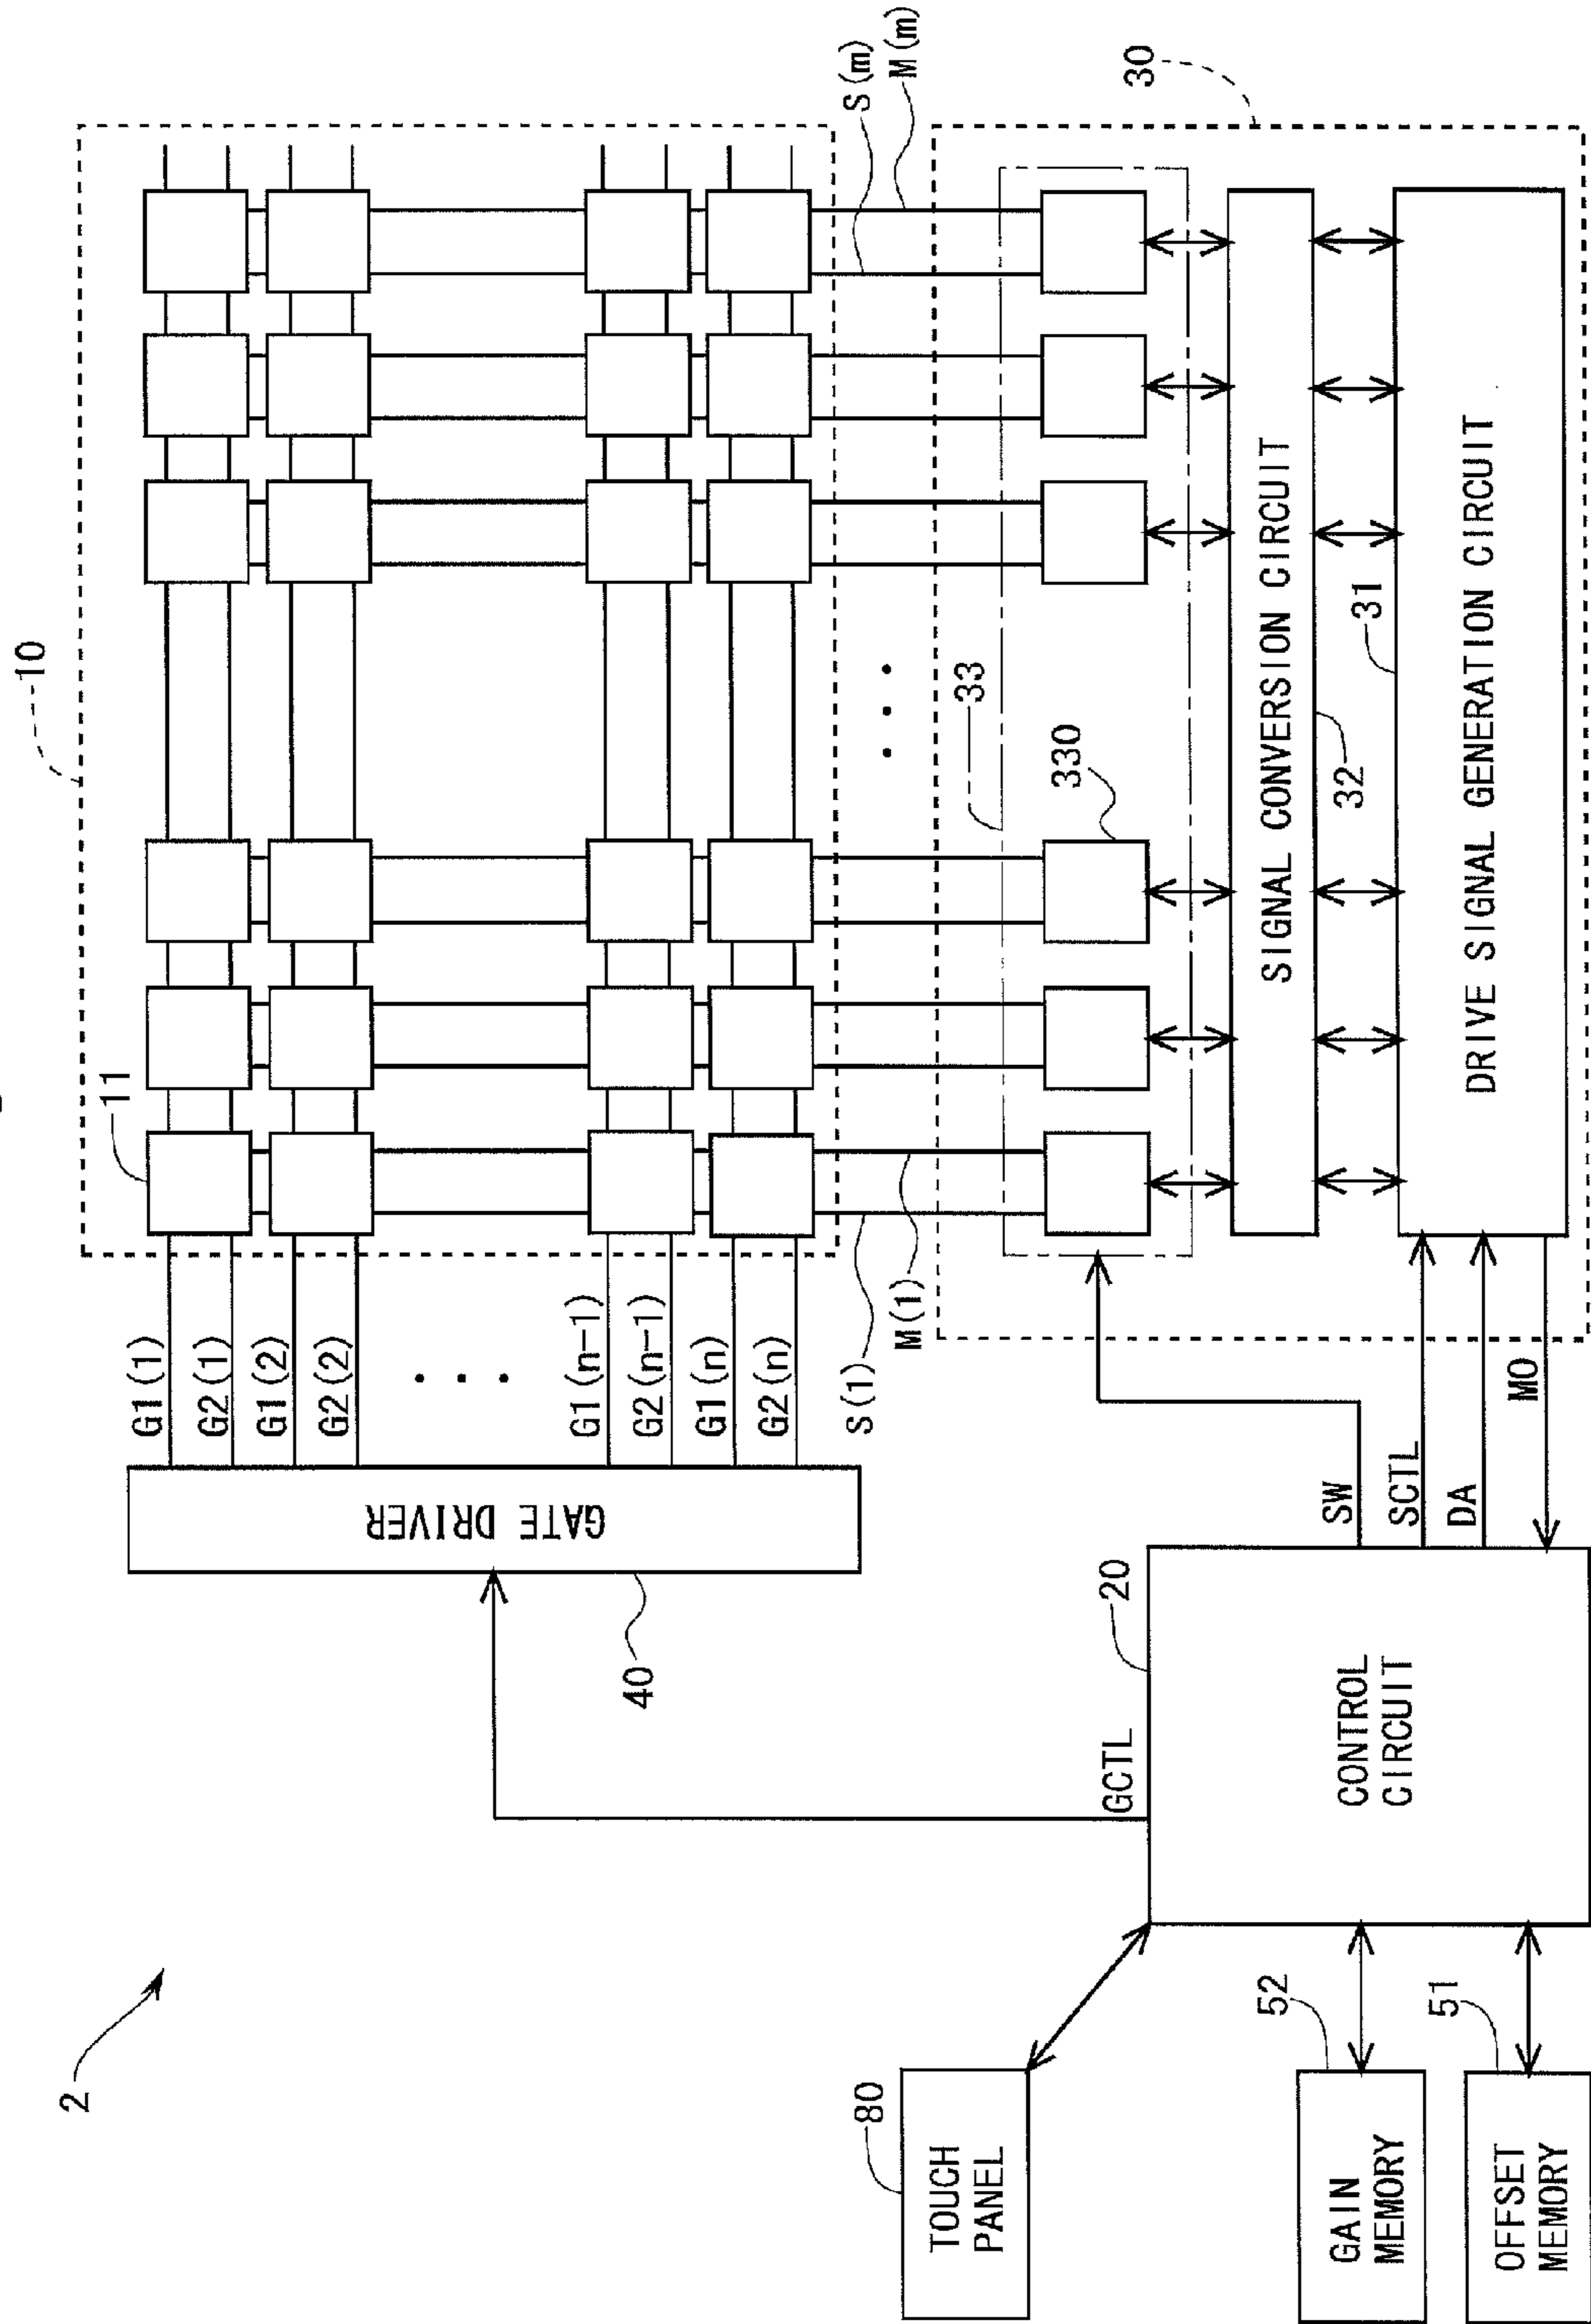 2
10
11
G1(1)
G2(1)
G1(2)
G2(2)
. . .
G1(n-1)
G2(n-1)
G1(n)
G2(n)
GATE DRIVER
40
S(1)
M(1)
. . .
S(m)
M(m)
30
33
330
SIGNAL CONVERSION CIRCUIT
32
31
DRIVE SIGNAL GENERATION CIRCUIT
GCTL
SW
SCTL
DA
MO
20
CONTROL
CIRCUIT
80
TOUCH
PANEL
52
GAIN
MEMORY
51
OFFSET
MEMORY